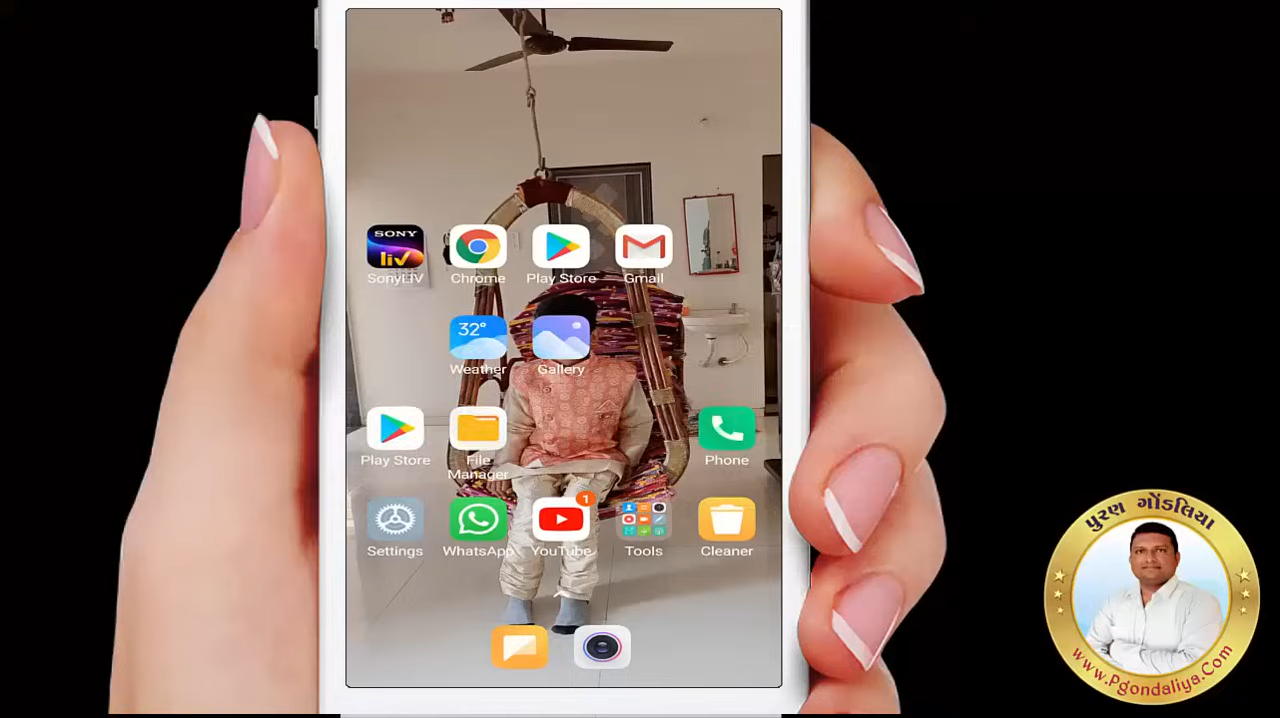 SONY
liv
SonyLIV
Chrome
Play Store
Gmail
32°
Weather
Gallery
Play Store
File
Manager
Phone
1
Settings
WhatsApp
YouTube
Tools
Cleaner
પુરણ ગોંડલિયા
www.Pgondaliya.Com